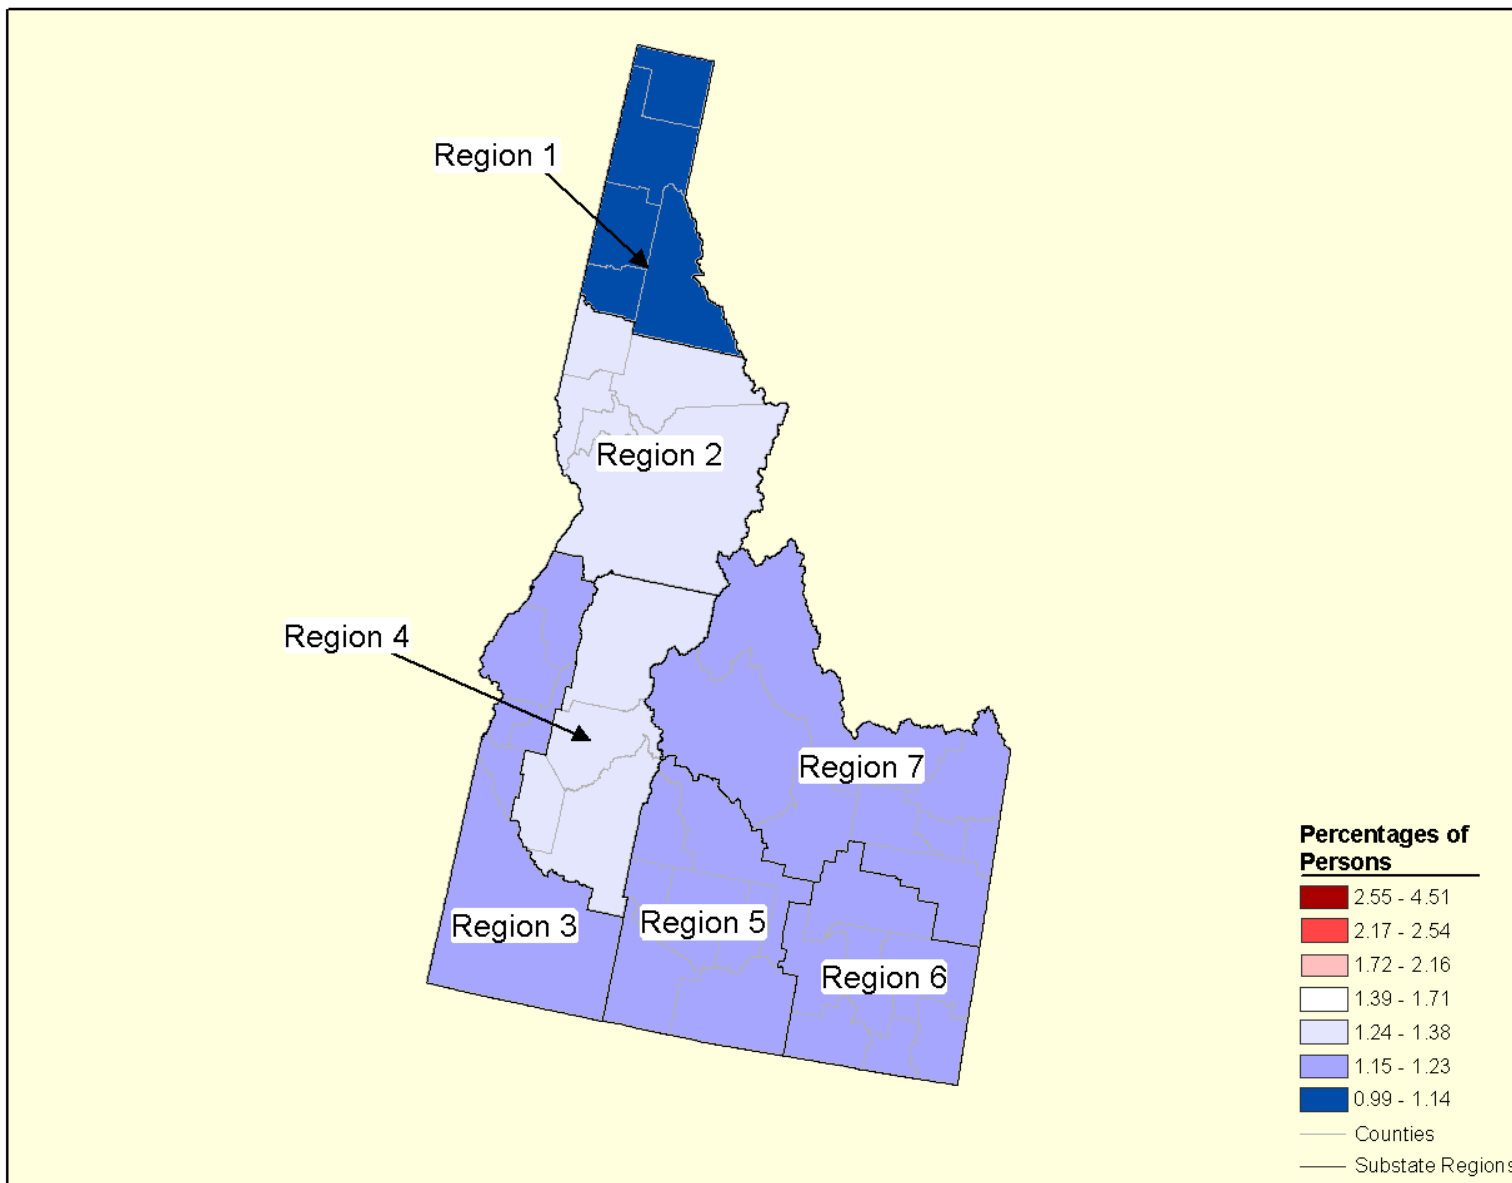 Region 1
Region 2
Region 4
Region 7
Region 3
Region 5
Region 6
Percentages of
Persons
2.55 - 4.51
2.17 - 2.54
1.72 - 2.16
1.39 - 1.71
1.24 - 1.38
1.15 - 1.23
0.99 - 1.14
Counties
Substate Regions